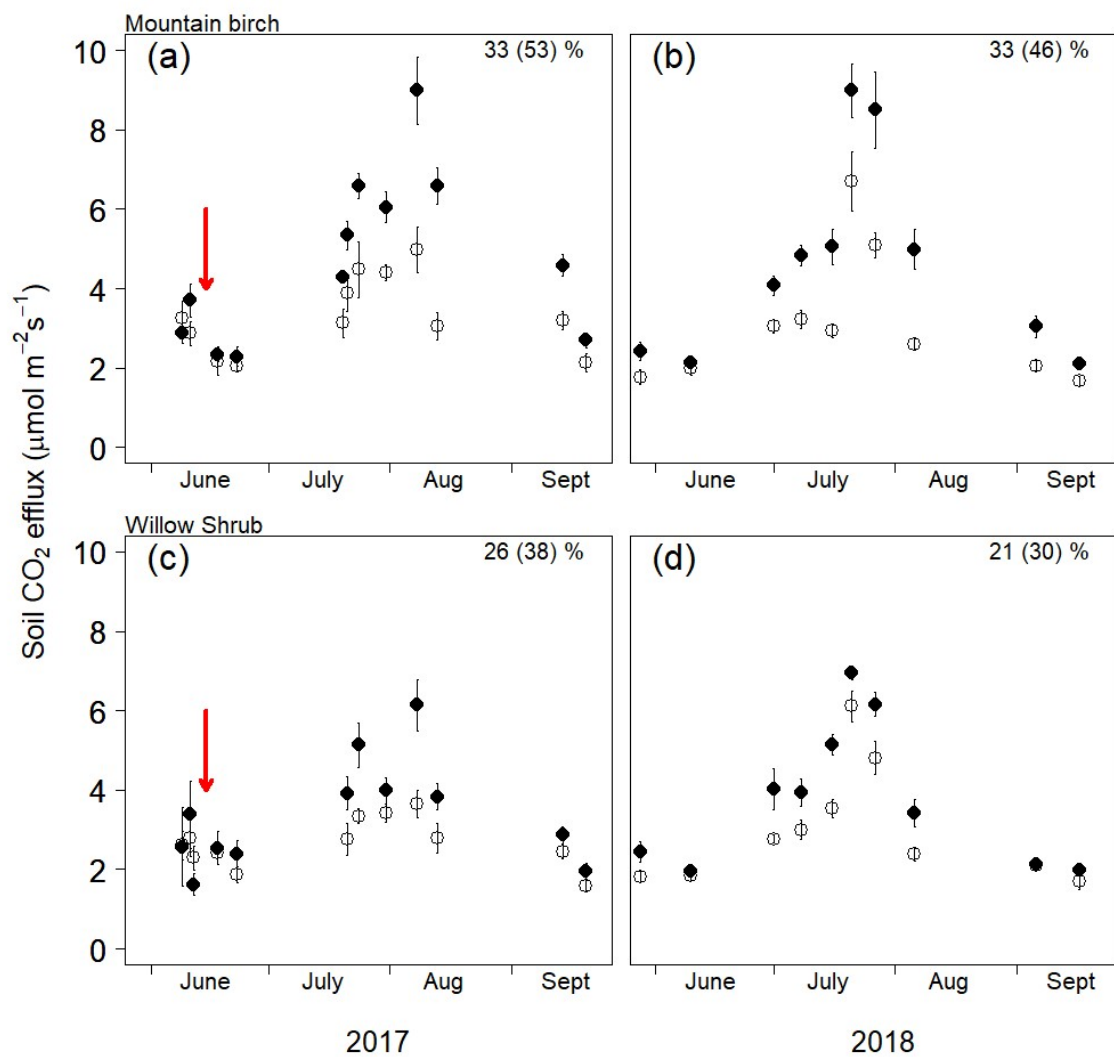 Mountain birch
(a)
33 (53) %
(b)
33 (46) %
10
8
6
4
2
0
June
July
Aug
Sept
June
July
Aug
Sept
Soil CO₂ efflux (μmol m⁻²s⁻¹)
Willow Shrub
(c)
26 (38) %
(d)
21 (30) %
10
8
6
4
2
0
June
July
Aug
Sept
June
July
Aug
Sept
2017
2018